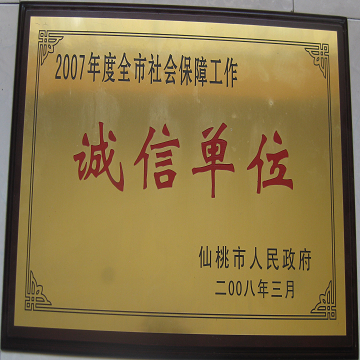 2007年度全市社会保障工作
诚信单位
仙桃市人民政府
二00八年三月